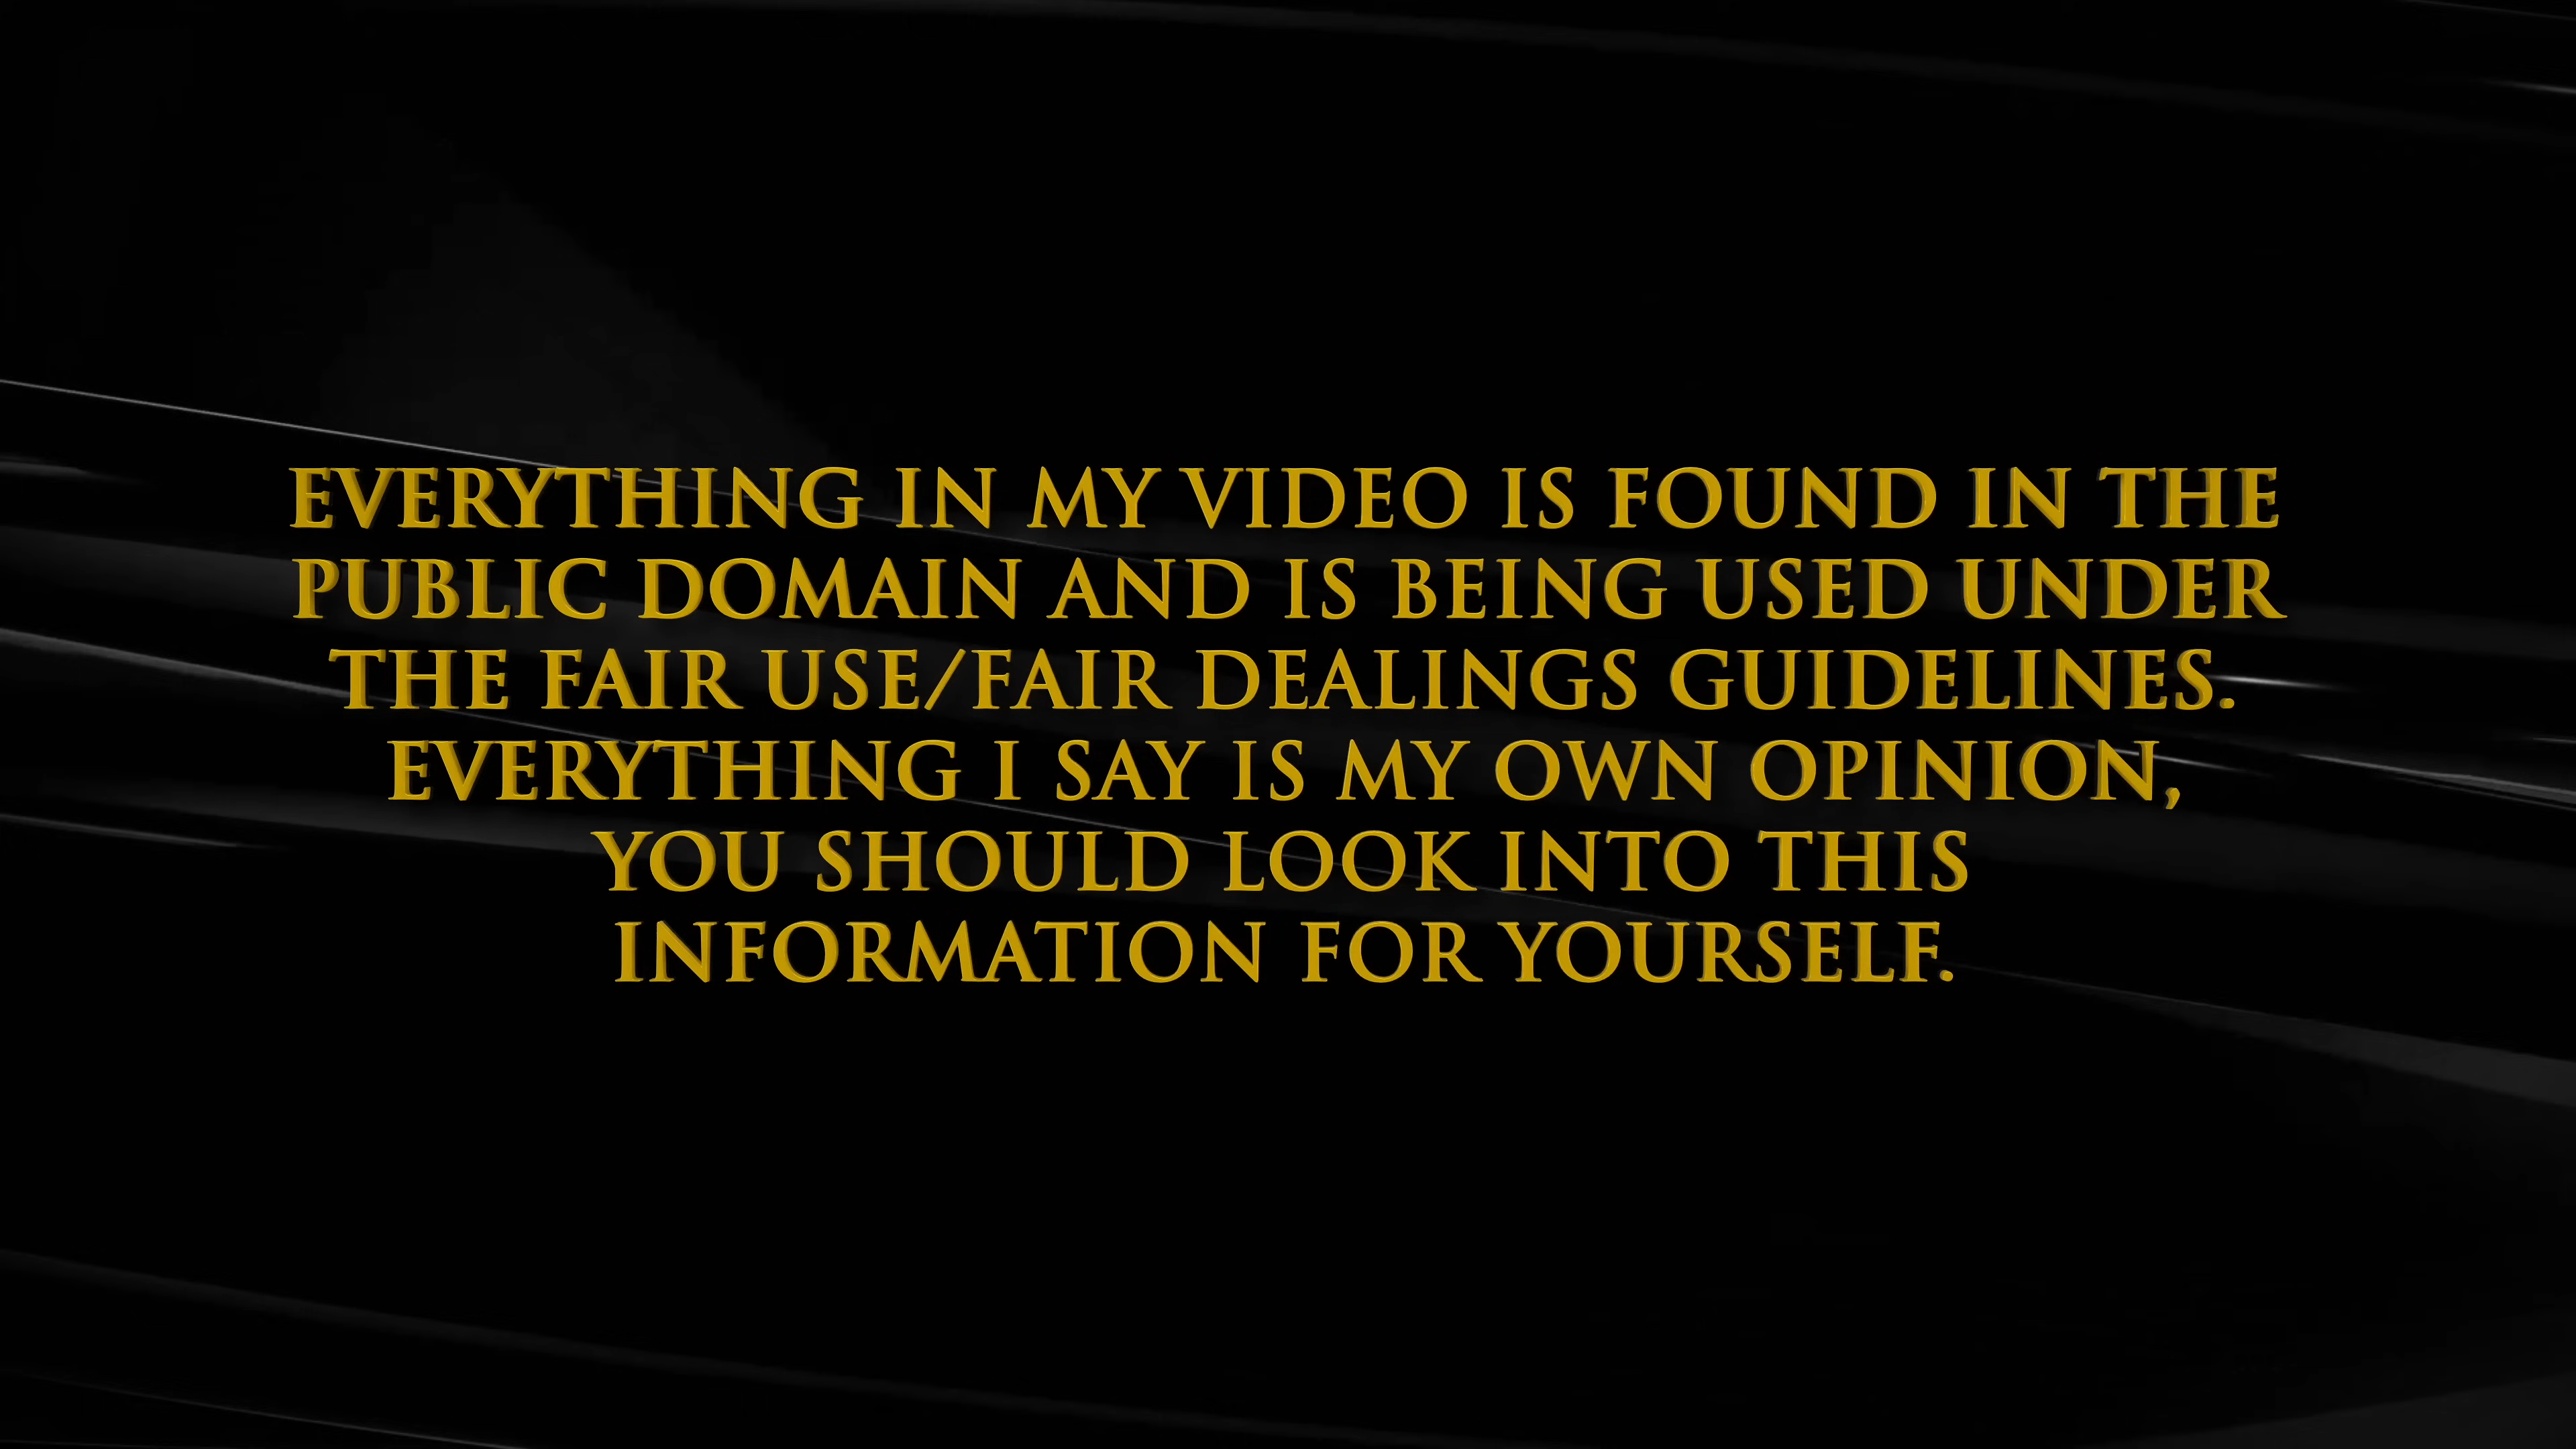 EVERYTHING IN MY VIDEO IS FOUND IN THE
PUBLIC DOMAIN AND IS BEING USED UNDER
THE FAIR USE/FAIR DEALINGS GUIDELINES.
EVERYTHING I SAY IS MY OWN OPINION,
YOU SHOULD LOOK INTO THIS
INFORMATION FOR YOURSELF.